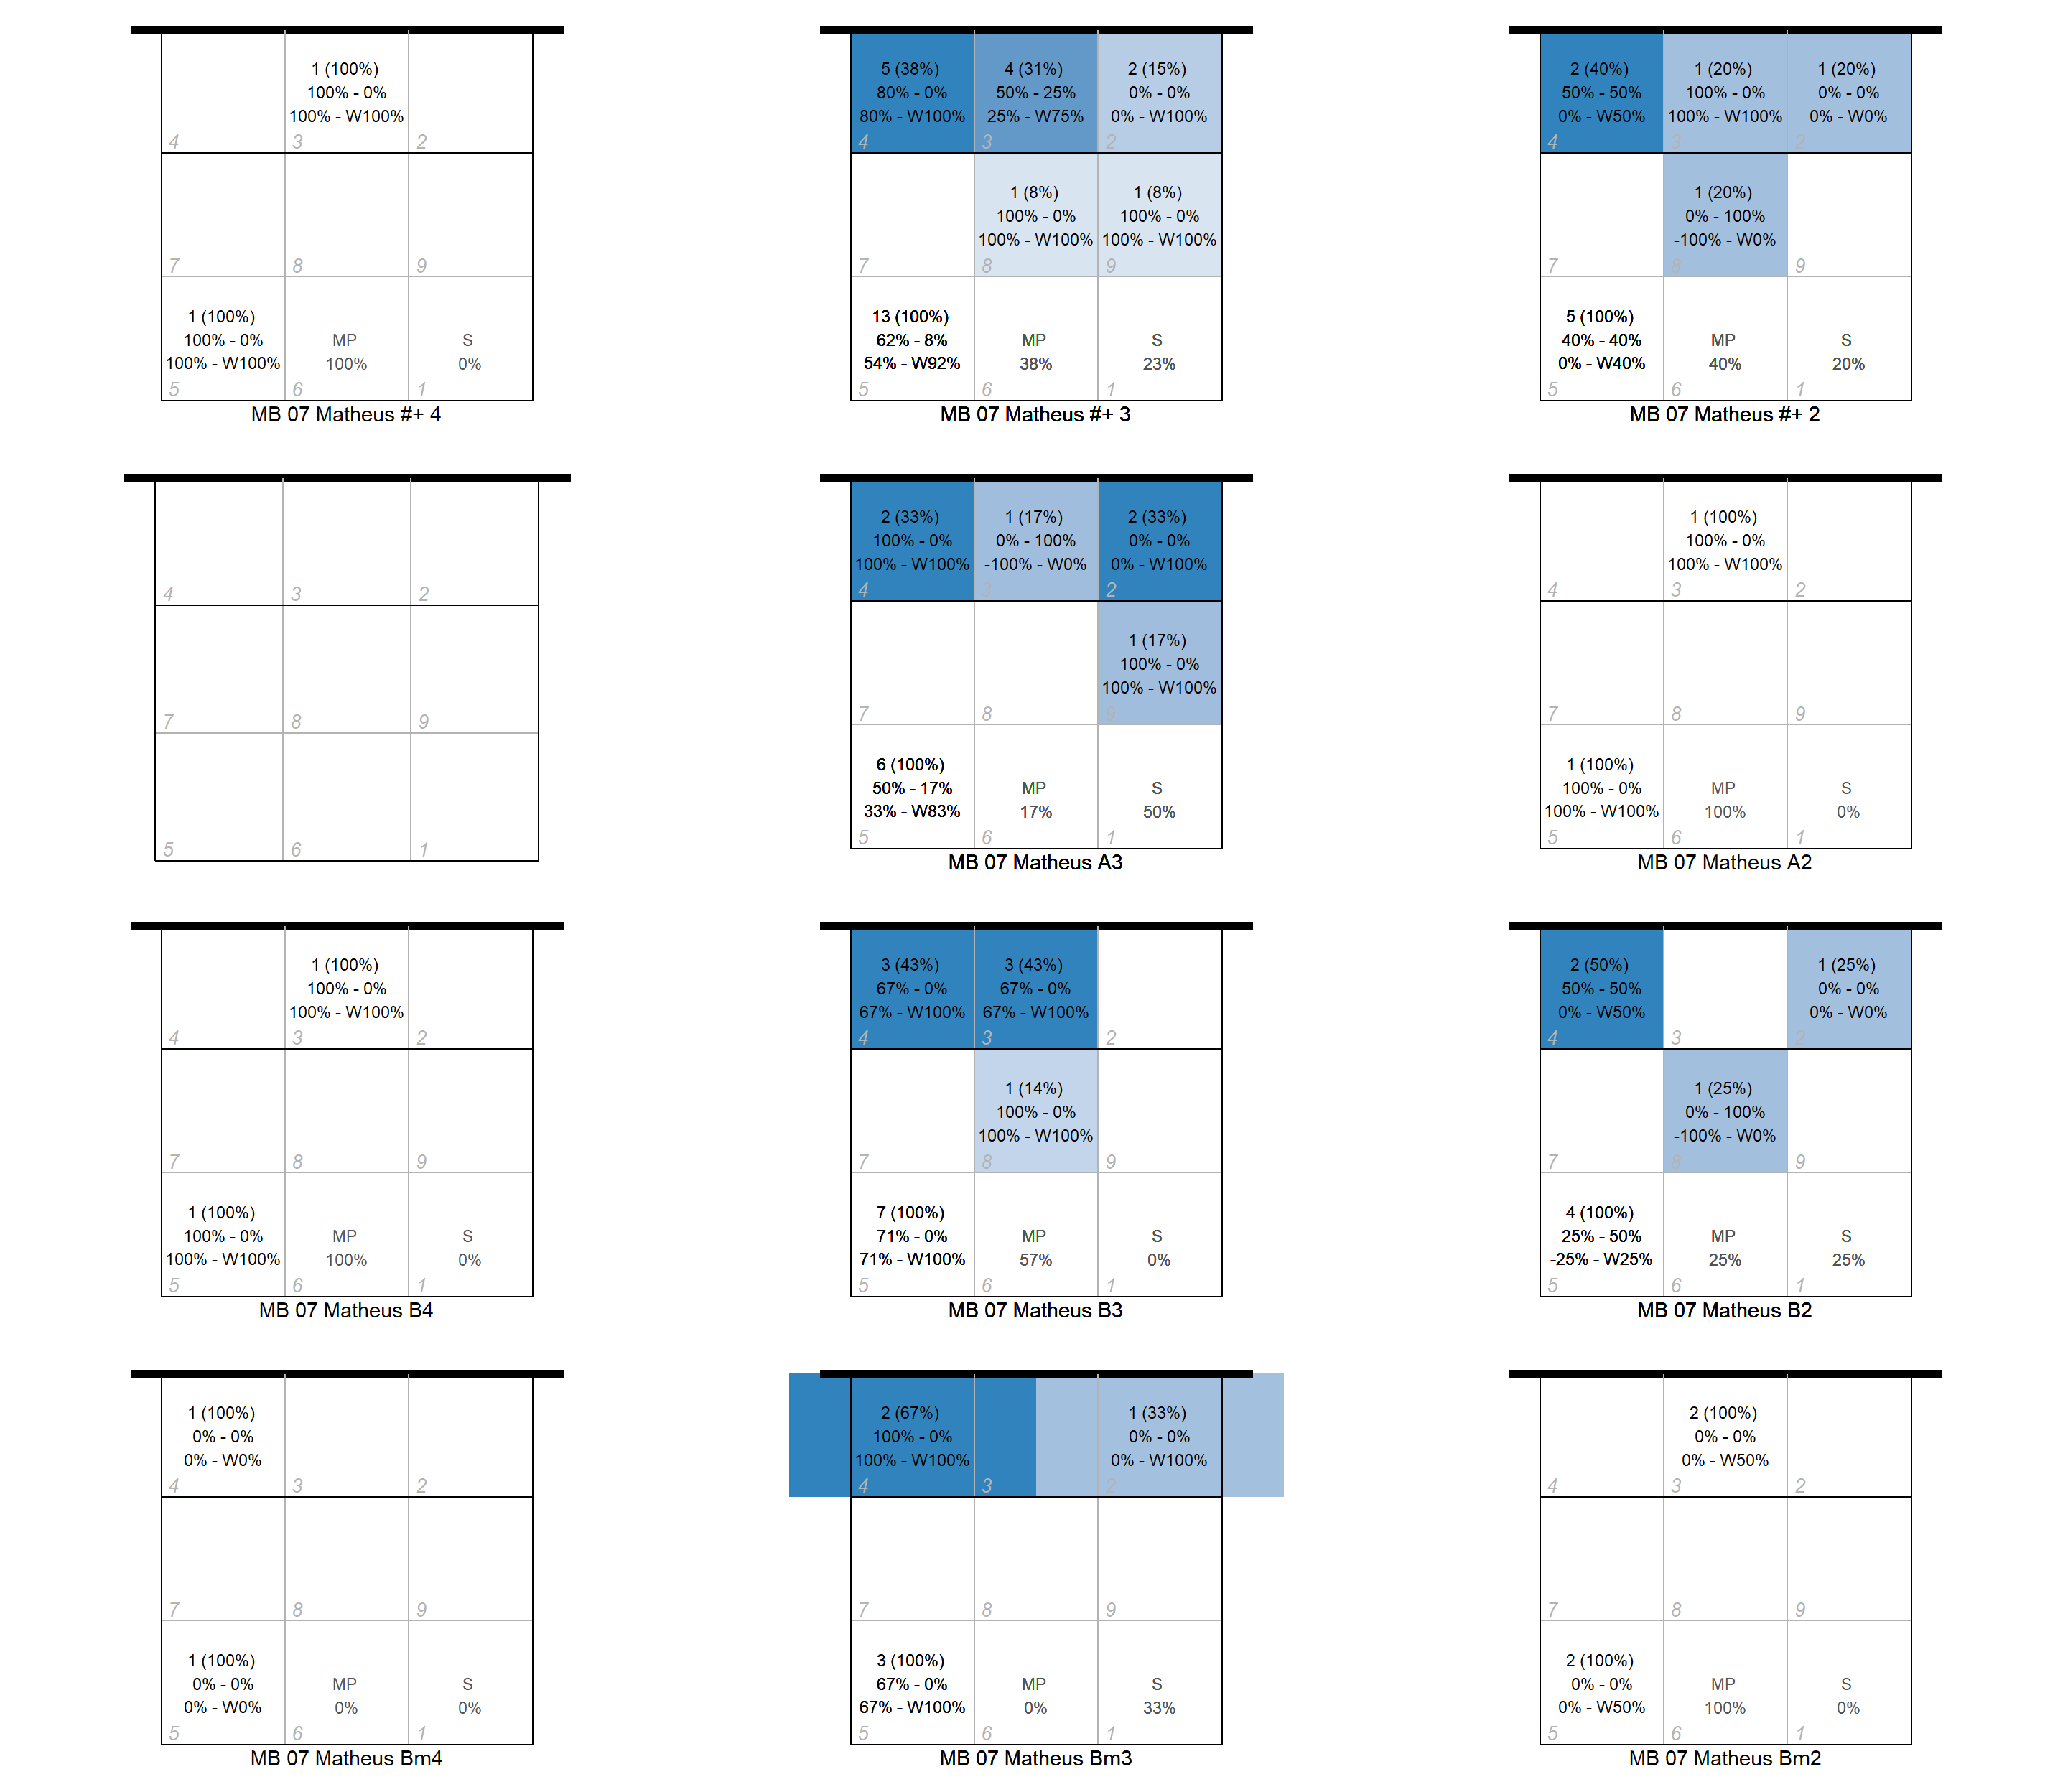 1 (100%)
100% - 0%
100% - W100%
4
3
2
7
8
9
1 (100%)
100% - 0%
100% - W100%
MP
100%
S
0%
5
6
1
MB 07 Matheus #+ 4
5 (38%)
80% - 0%
80% - W100%
4 (31%)
50% - 25%
25% - W75%
2 (15%)
0% - 0%
0% - W100%
4
3
2
1 (8%)
100% - 0%
100% - W100%
1 (8%)
100% - 0%
100% - W100%
7
8
9
13 (100%)
62% - 8%
54% - W92%
MP
38%
S
23%
5
6
1
MB 07 Matheus #+ 3
2 (40%)
50% - 50%
0% - W50%
1 (20%)
100% - 0%
100% - W100%
1 (20%)
0% - 0%
0% - W0%
4
3
2
1 (20%)
0% - 100%
-100% - W0%
7
8
9
5 (100%)
40% - 40%
0% - W40%
MP
40%
S
20%
5
6
1
MB 07 Matheus #+ 2
4
3
2
7
8
9
5
6
1
2 (33%)
100% - 0%
100% - W100%
1 (17%)
0% - 100%
-100% - W0%
2 (33%)
0% - 0%
0% - W100%
4
3
2
1 (17%)
100% - 0%
100% - W100%
7
8
9
6 (100%)
50% - 17%
33% - W83%
MP
17%
S
50%
5
6
1
MB 07 Matheus A3
1 (100%)
100% - 0%
100% - W100%
4
3
2
7
8
9
1 (100%)
100% - 0%
100% - W100%
MP
100%
S
0%
5
6
1
MB 07 Matheus A2
1 (100%)
100% - 0%
100% - W100%
4
3
2
7
8
9
1 (100%)
100% - 0%
100% - W100%
MP
100%
S
0%
5
6
1
MB 07 Matheus B4
3 (43%)
67% - 0%
67% - W100%
3 (43%)
67% - 0%
67% - W100%
4
3
2
1 (14%)
100% - 0%
100% - W100%
7
8
9
7 (100%)
71% - 0%
71% - W100%
MP
57%
S
0%
5
6
1
MB 07 Matheus B3
2 (50%)
50% - 50%
0% - W50%
1 (25%)
0% - 0%
0% - W0%
4
3
2
1 (25%)
0% - 100%
-100% - W0%
7
8
9
4 (100%)
25% - 50%
-25% - W25%
MP
25%
S
25%
5
6
1
MB 07 Matheus B2
1 (100%)
0% - 0%
0% - W0%
4
3
2
7
8
9
1 (100%)
0% - 0%
0% - W0%
MP
0%
S
0%
5
6
1
MB 07 Matheus Bm4
2 (67%)
100% - 0%
100% - W100%
1 (33%)
0% - 0%
0% - W100%
4
3
2
7
8
9
3 (100%)
67% - 0%
67% - W100%
MP
0%
S
33%
5
6
1
MB 07 Matheus Bm3
2 (100%)
0% - 0%
0% - W50%
4
3
2
7
8
9
2 (100%)
0% - 0%
0% - W50%
MP
100%
S
0%
5
6
1
MB 07 Matheus Bm2